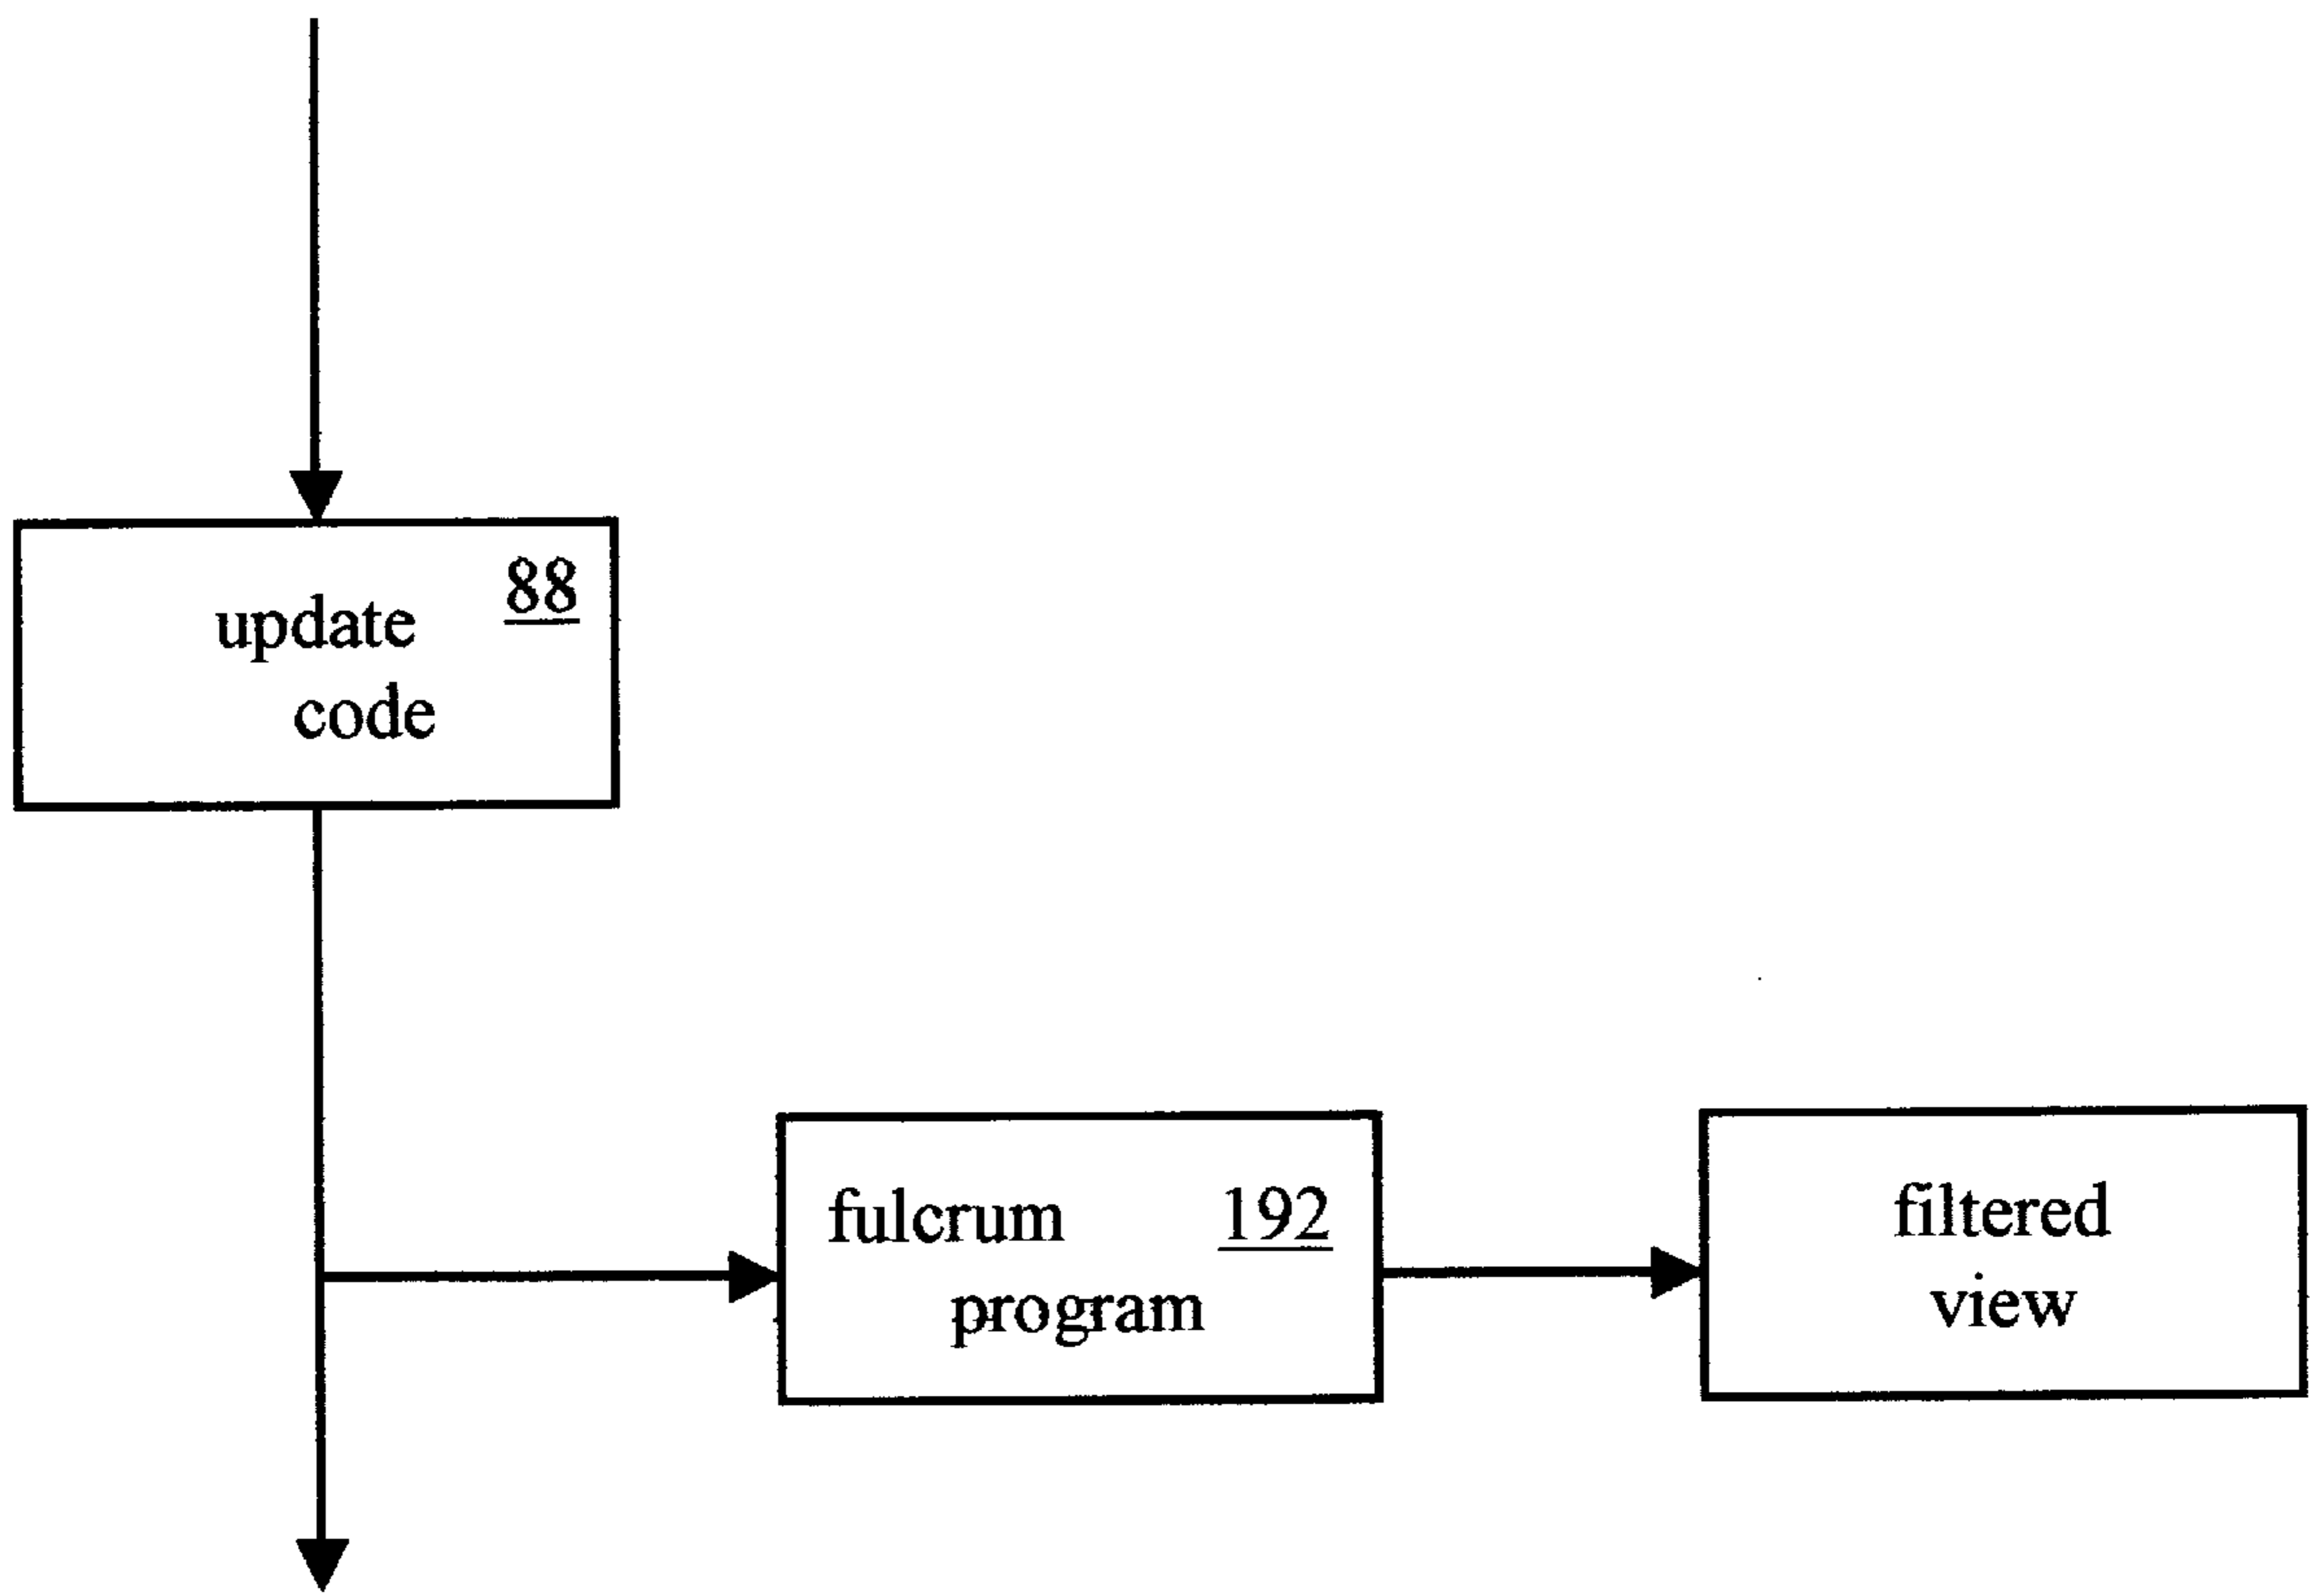 88
update
code
fulcrum 192
program
filtered
view